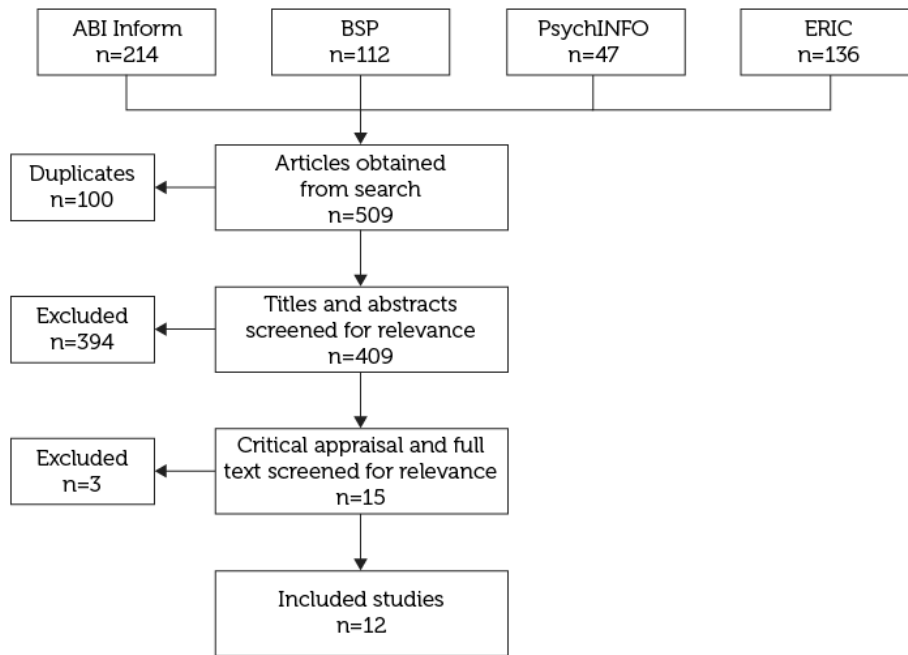 ABI Inform
n=214
BSP
n=112
PsychINFO
n=47
ERIC
n=136
Articles obtained
from search
n=509
Duplicates
n=100
Titles and abstracts
screened for relevance
n=409
Excluded
n=394
Critical appraisal and full
text screened for relevance
n=15
Excluded
n=3
Included studies
n=12